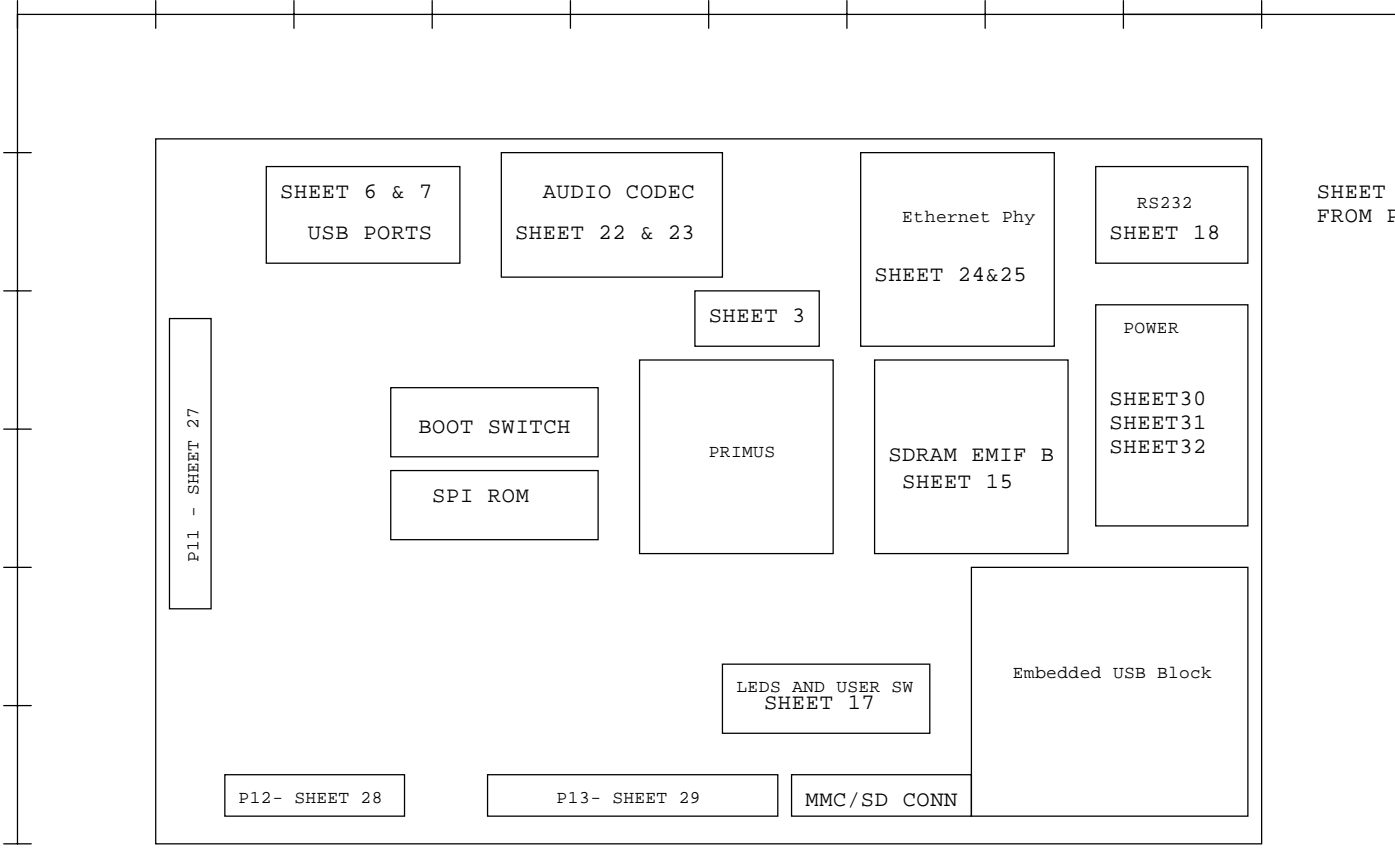 SHEET 6 & 7
USB PORTS
AUDIO CODEC
SHEET 22 & 23
Ethernet Phy
SHEET 24&25
RS232
SHEET 18
SHEET
FROM
SHEET 3
POWER
SHEET30
SHEET31
SHEET32
P11 - SHEET 27
BOOT SWITCH
SPI ROM
PRIMUS
SDRAM EMIF B
SHEET 15
Embedded USB Block
LEDS AND USER SW
SHEET 17
P12- SHEET 28
P13- SHEET 29
MMC/SD CONN